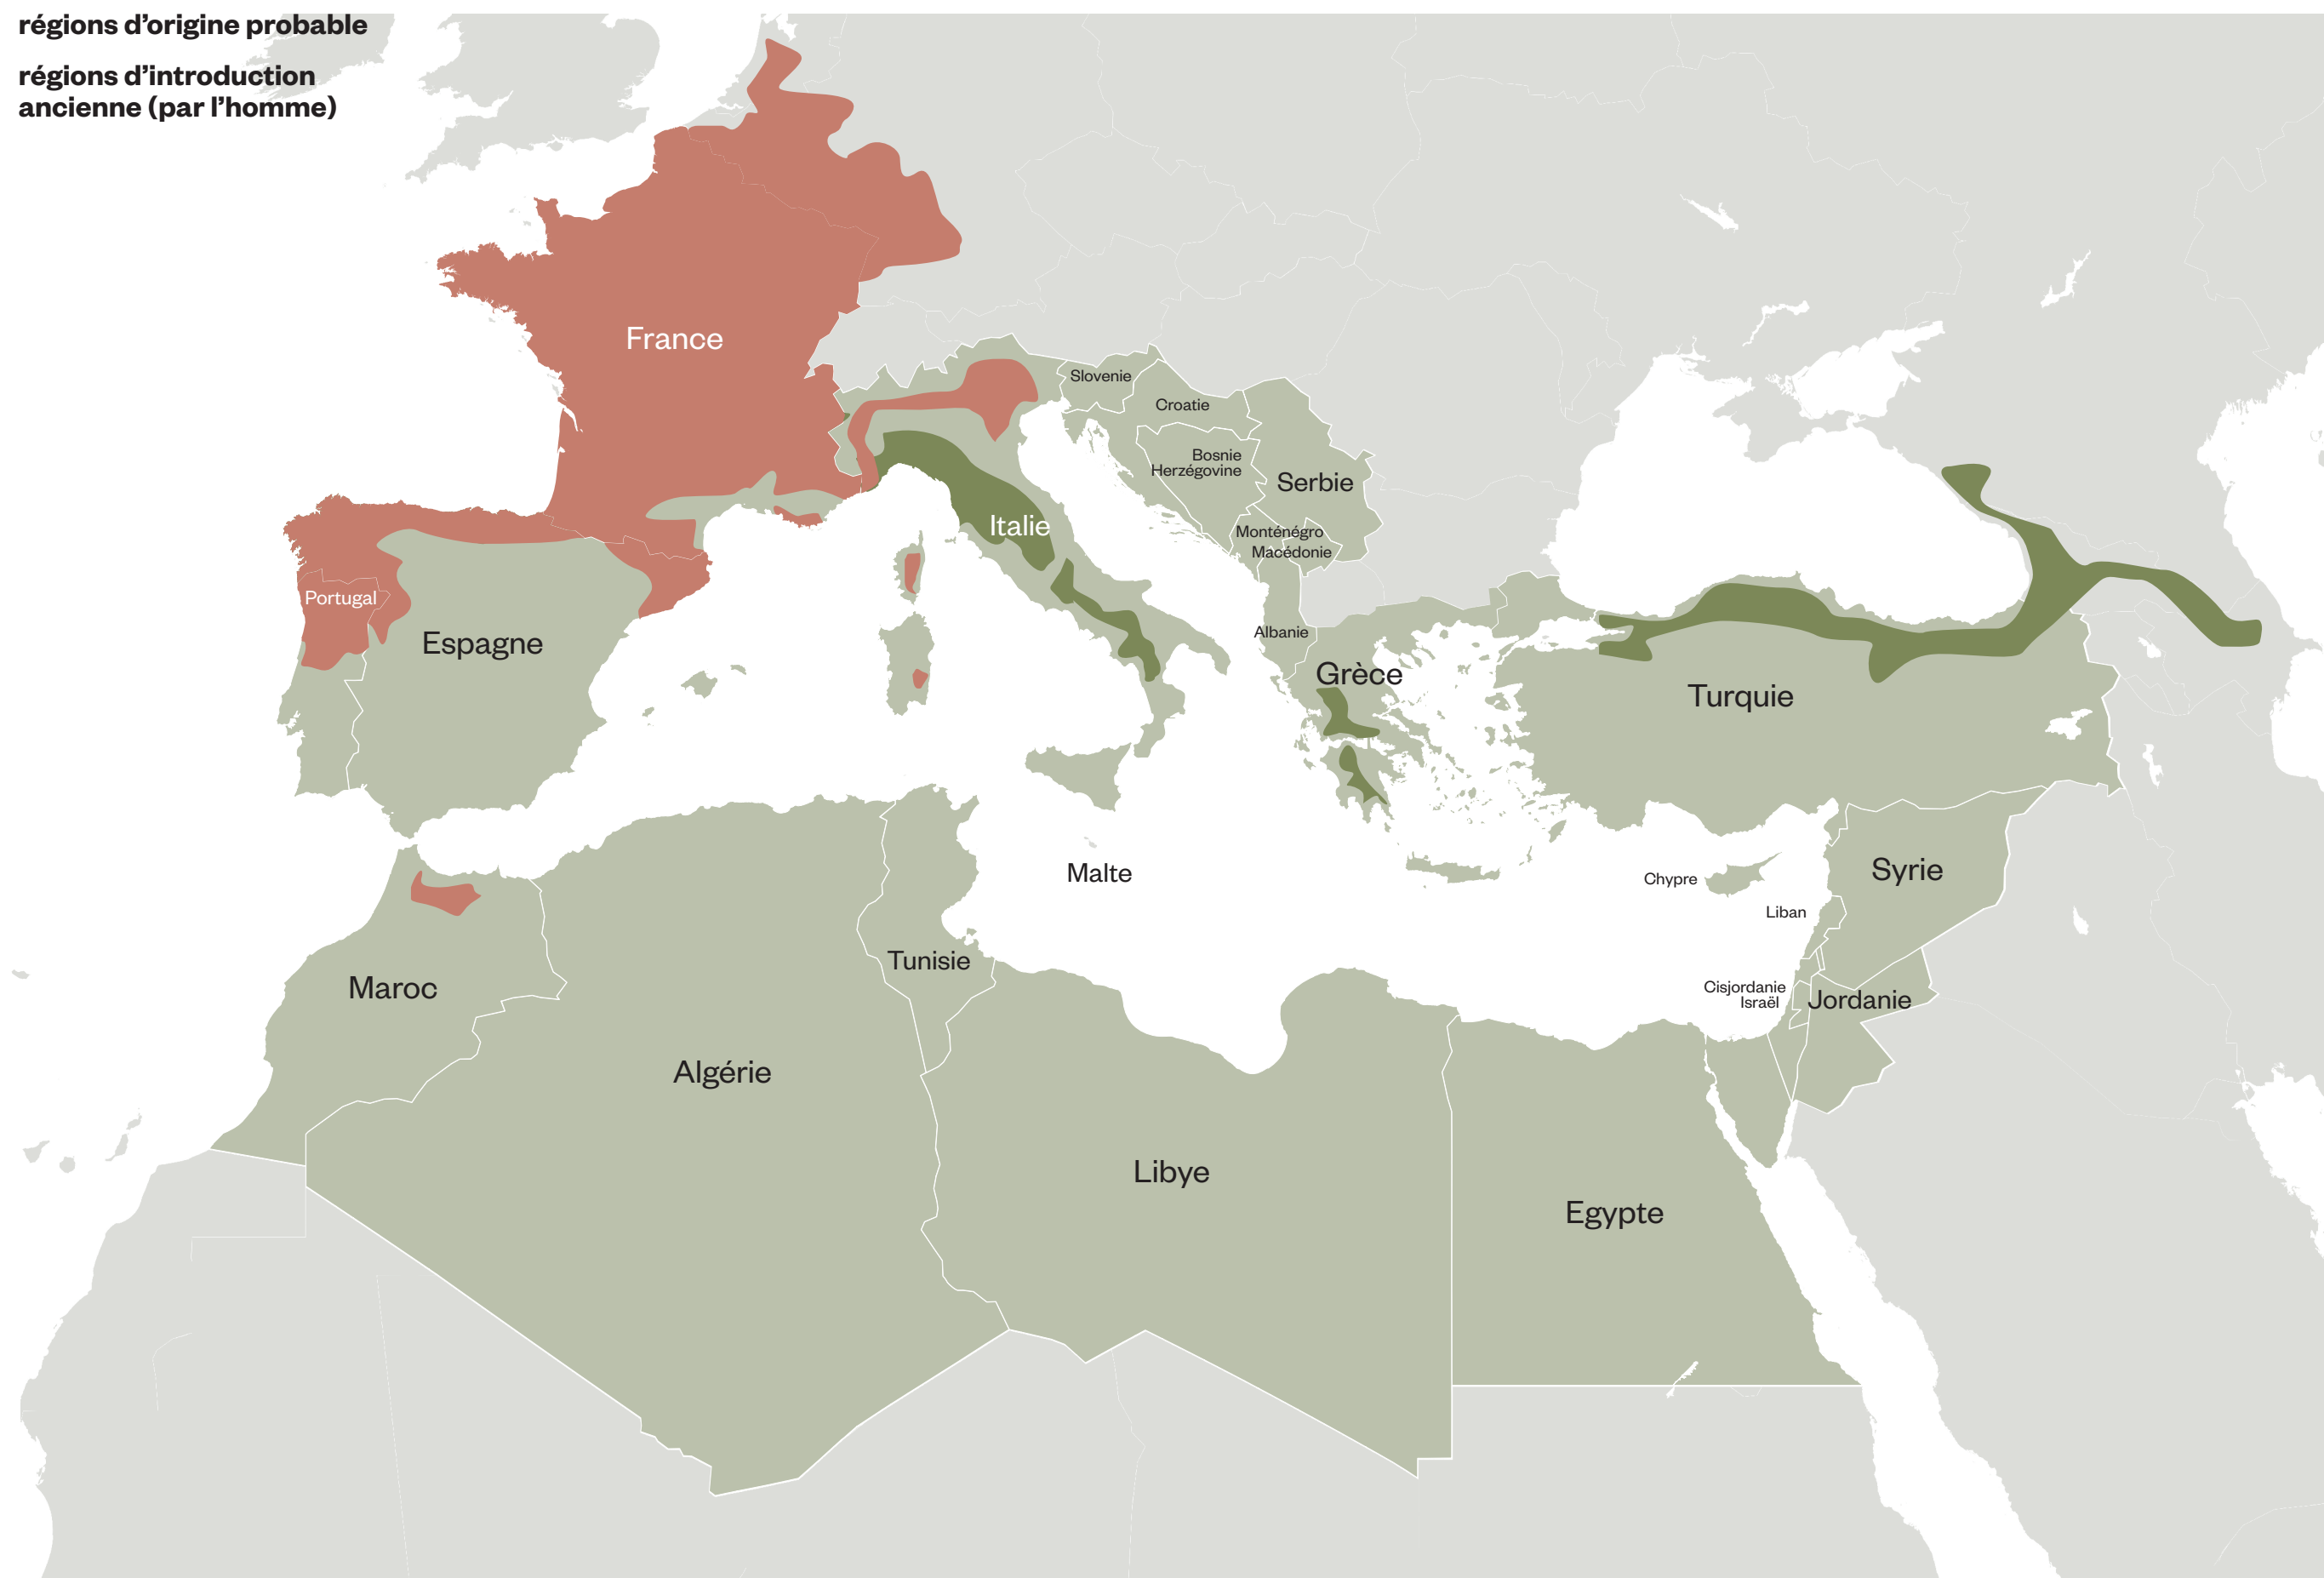 régions d’origine probable
régions d’introduction
ancienne (par l’homme)
France
Slovenie
Croatie
Bosnie
Herzégovine
Serbie
Italie
Monténégro
Macédonie
Portugal
Espagne
Albanie
Grèce
Turquie
Malte
Chypre
Syrie
Liban
Tunisie
Maroc
Cisjordanie
Israël
Jordanie
Algérie
Libye
Egypte